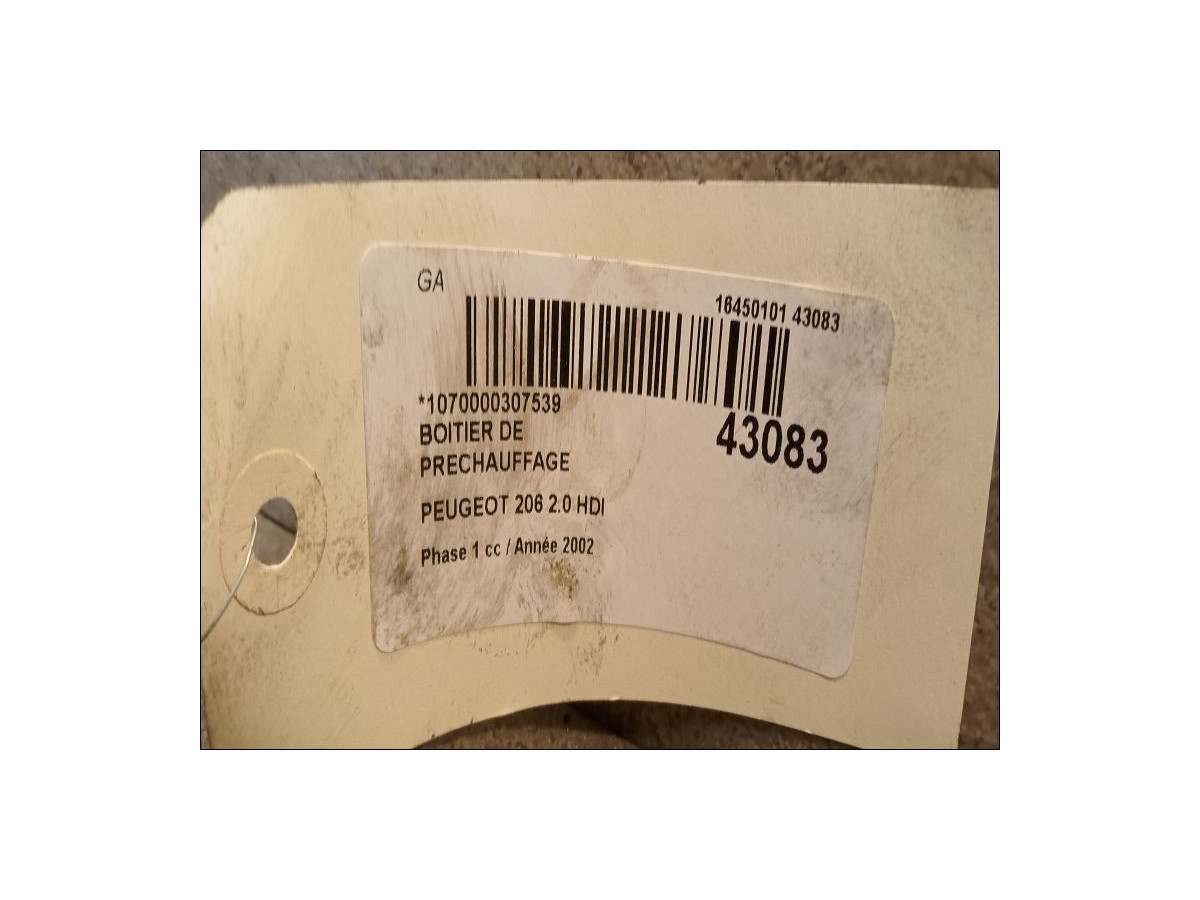 GA
16450101 43083
*1070000307539
43083
BOITIER DE
PRECHAUFFAGE
PEUGEOT 206 2.0 HDI
Phase 1 cc / Année 2002